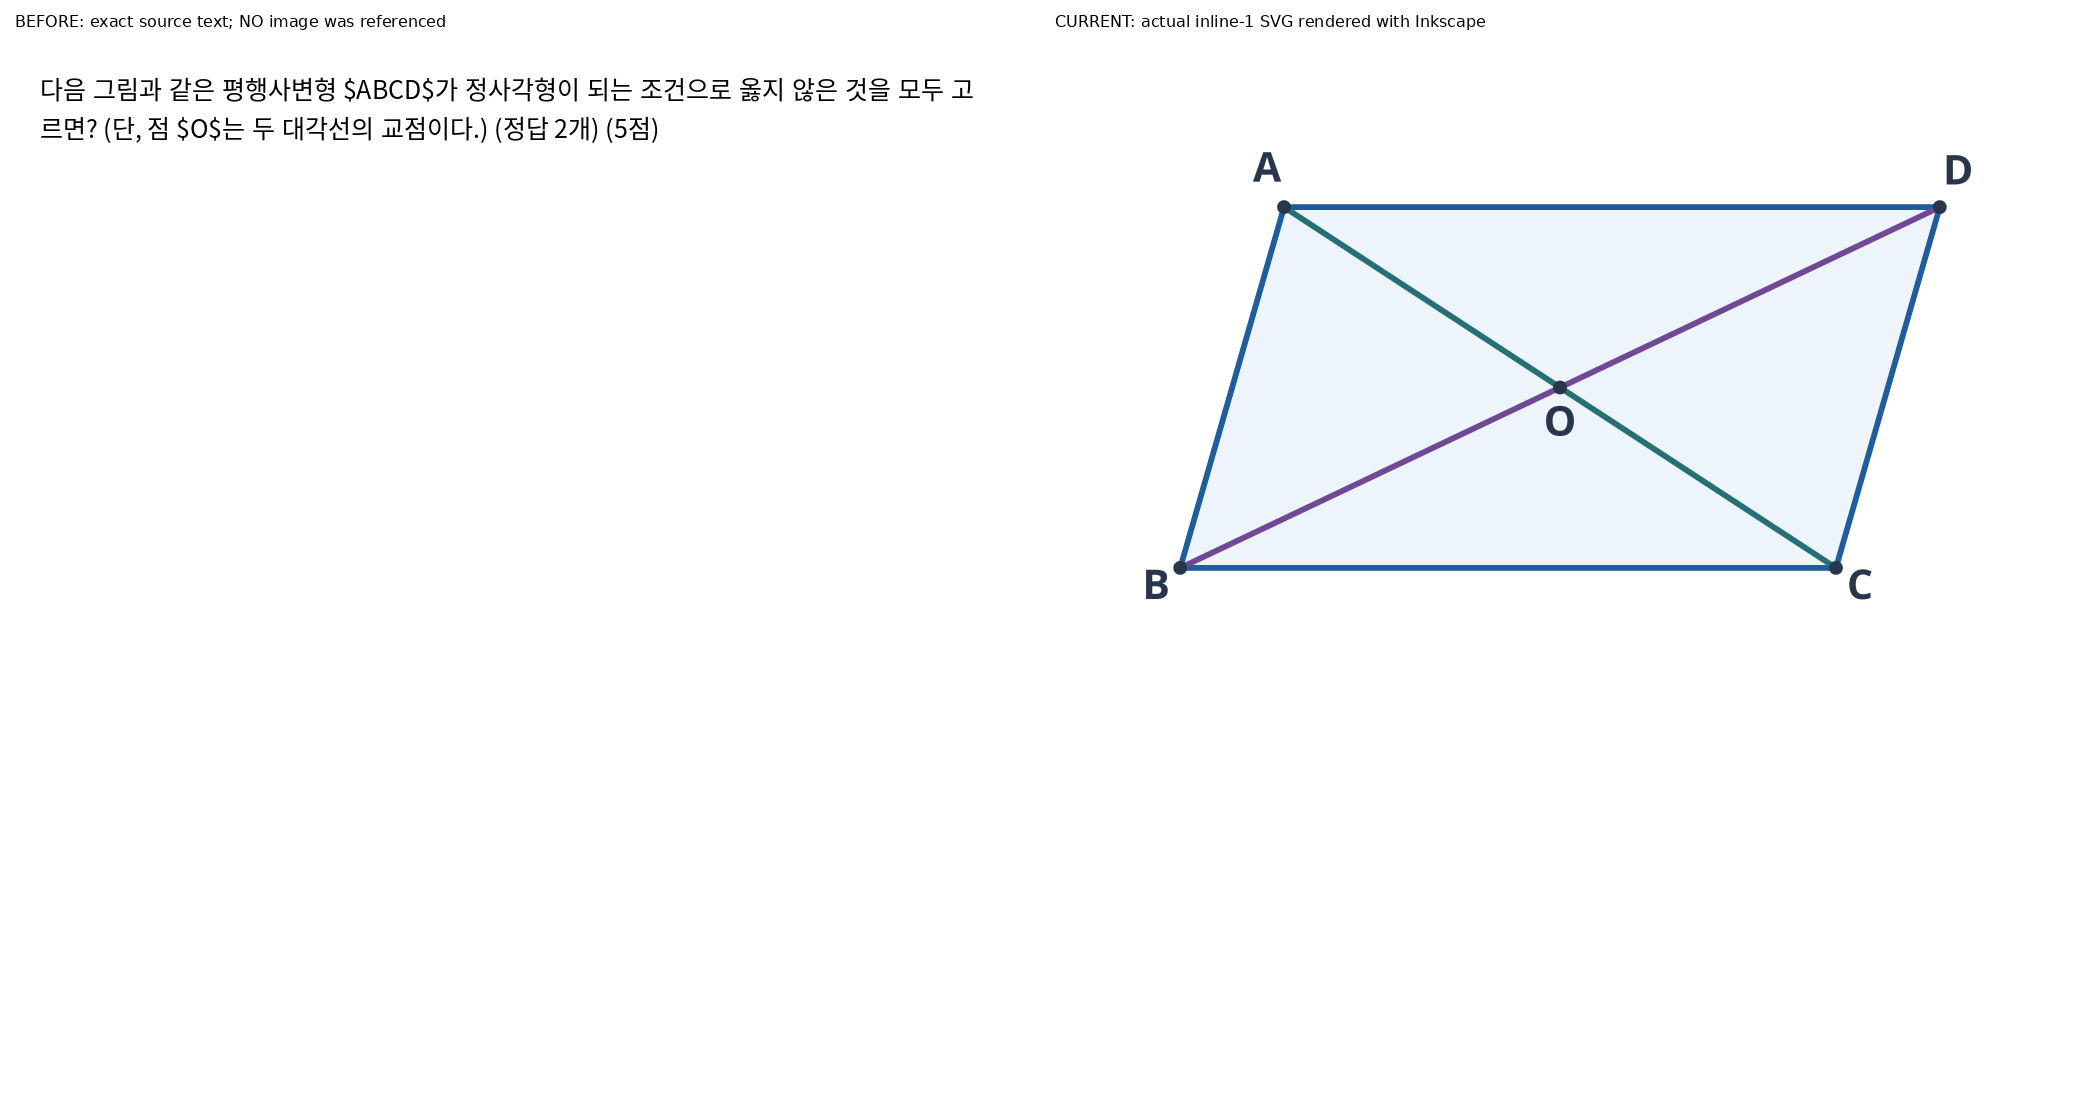 BEFORE: exact source text; NO image was referenced
다음 그림과 같은 평행사변형 $ABCD$가 정사각형이 되는 조건으로 옳지 않은 것을 모두 고
르면? (단, 점 $O$는 두 대각선의 교점이다.) (정답 2개) (5점)
CURRENT: actual inline-1 SVG rendered with Inkscape
A
D
O
B
C